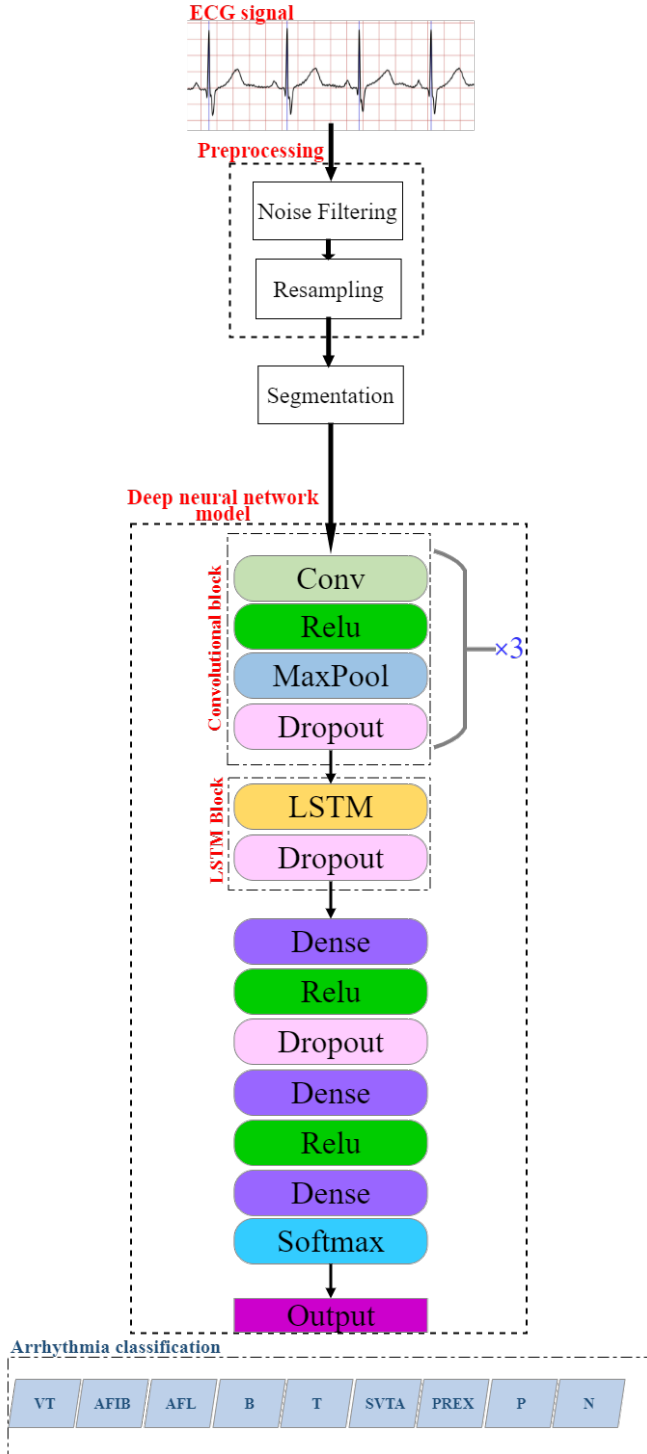 ECG signal
Preprocessing
Noise Filtering
Resampling
Segmentation
Deep neural network
model
Convolutional block
Conv
Relu
MaxPool
Dropout
×3
LSTM Block
LSTM
Dropout
Dense
Relu
Dropout
Dense
Relu
Dense
Softmax
Output
Arrhythmia classification
VT AFIB AFL B T SVTA PREX P N